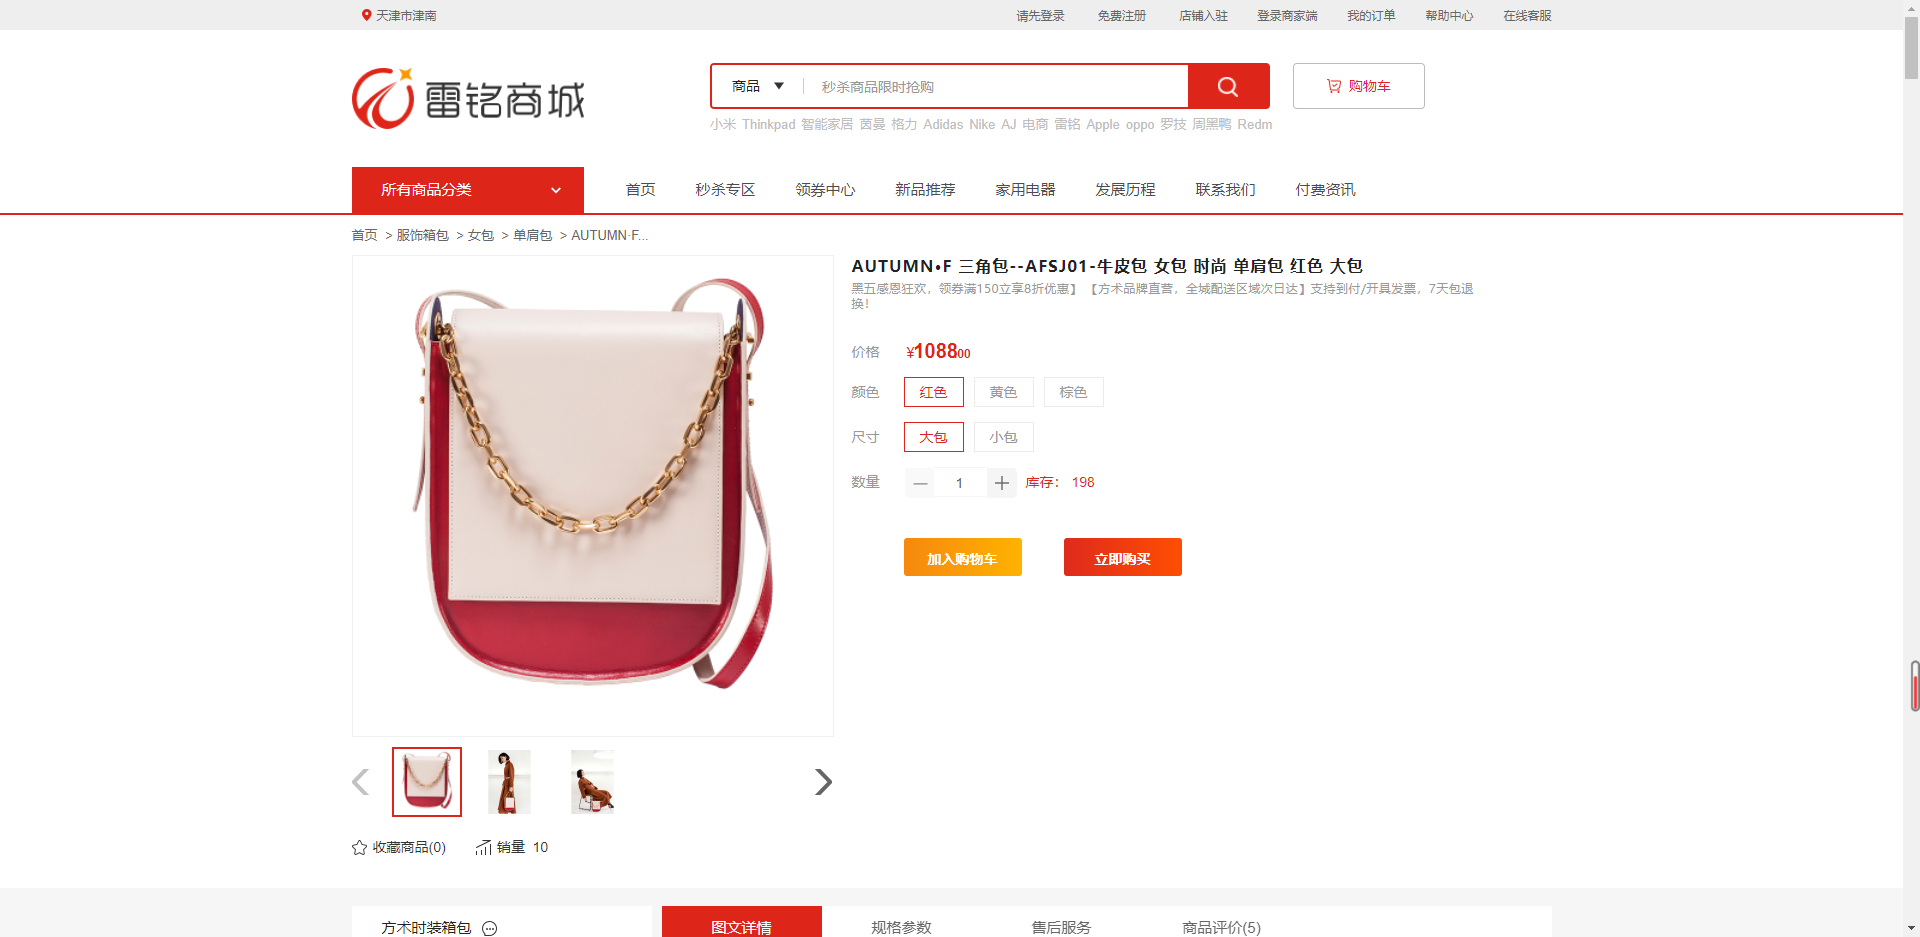 天津市津南
请先登录 免费注册 店铺入驻 登录商家端 我的订单 帮助中心 在线客服
雷铭商城
商品 秒杀商品限时抢购
购物车
小米 Thinkpad 智能家居 茵曼 格力 Adidas Nike AJ 电商 雷铭 Apple oppo 罗技 周黑鸭 Redm
所有商品分类 首页 秒杀专区 领券中心 新品推荐 家用电器 发展历程 联系我们 付费资讯
首页 > 服饰箱包 > 女包 > 单肩包 > AUTUMN·F...
AUTUMN•F 三角包--AFSJ01-牛皮包 女包 时尚 单肩包 红色 大包
黑五感恩狂欢，领券满150立享8折优惠】 【方术品牌直营，全城配送区域次日达】支持到付/开具发票，7天包退
换！
价格 ¥1088.00
颜色 红色 黄色 棕色
尺寸 大包 小包
数量 — 1 + 库存： 198
加入购物车 立即购买
收藏商品(0) 销量 10
方术时装箱包 图文详情 规格参数 售后服务 商品评价(5)